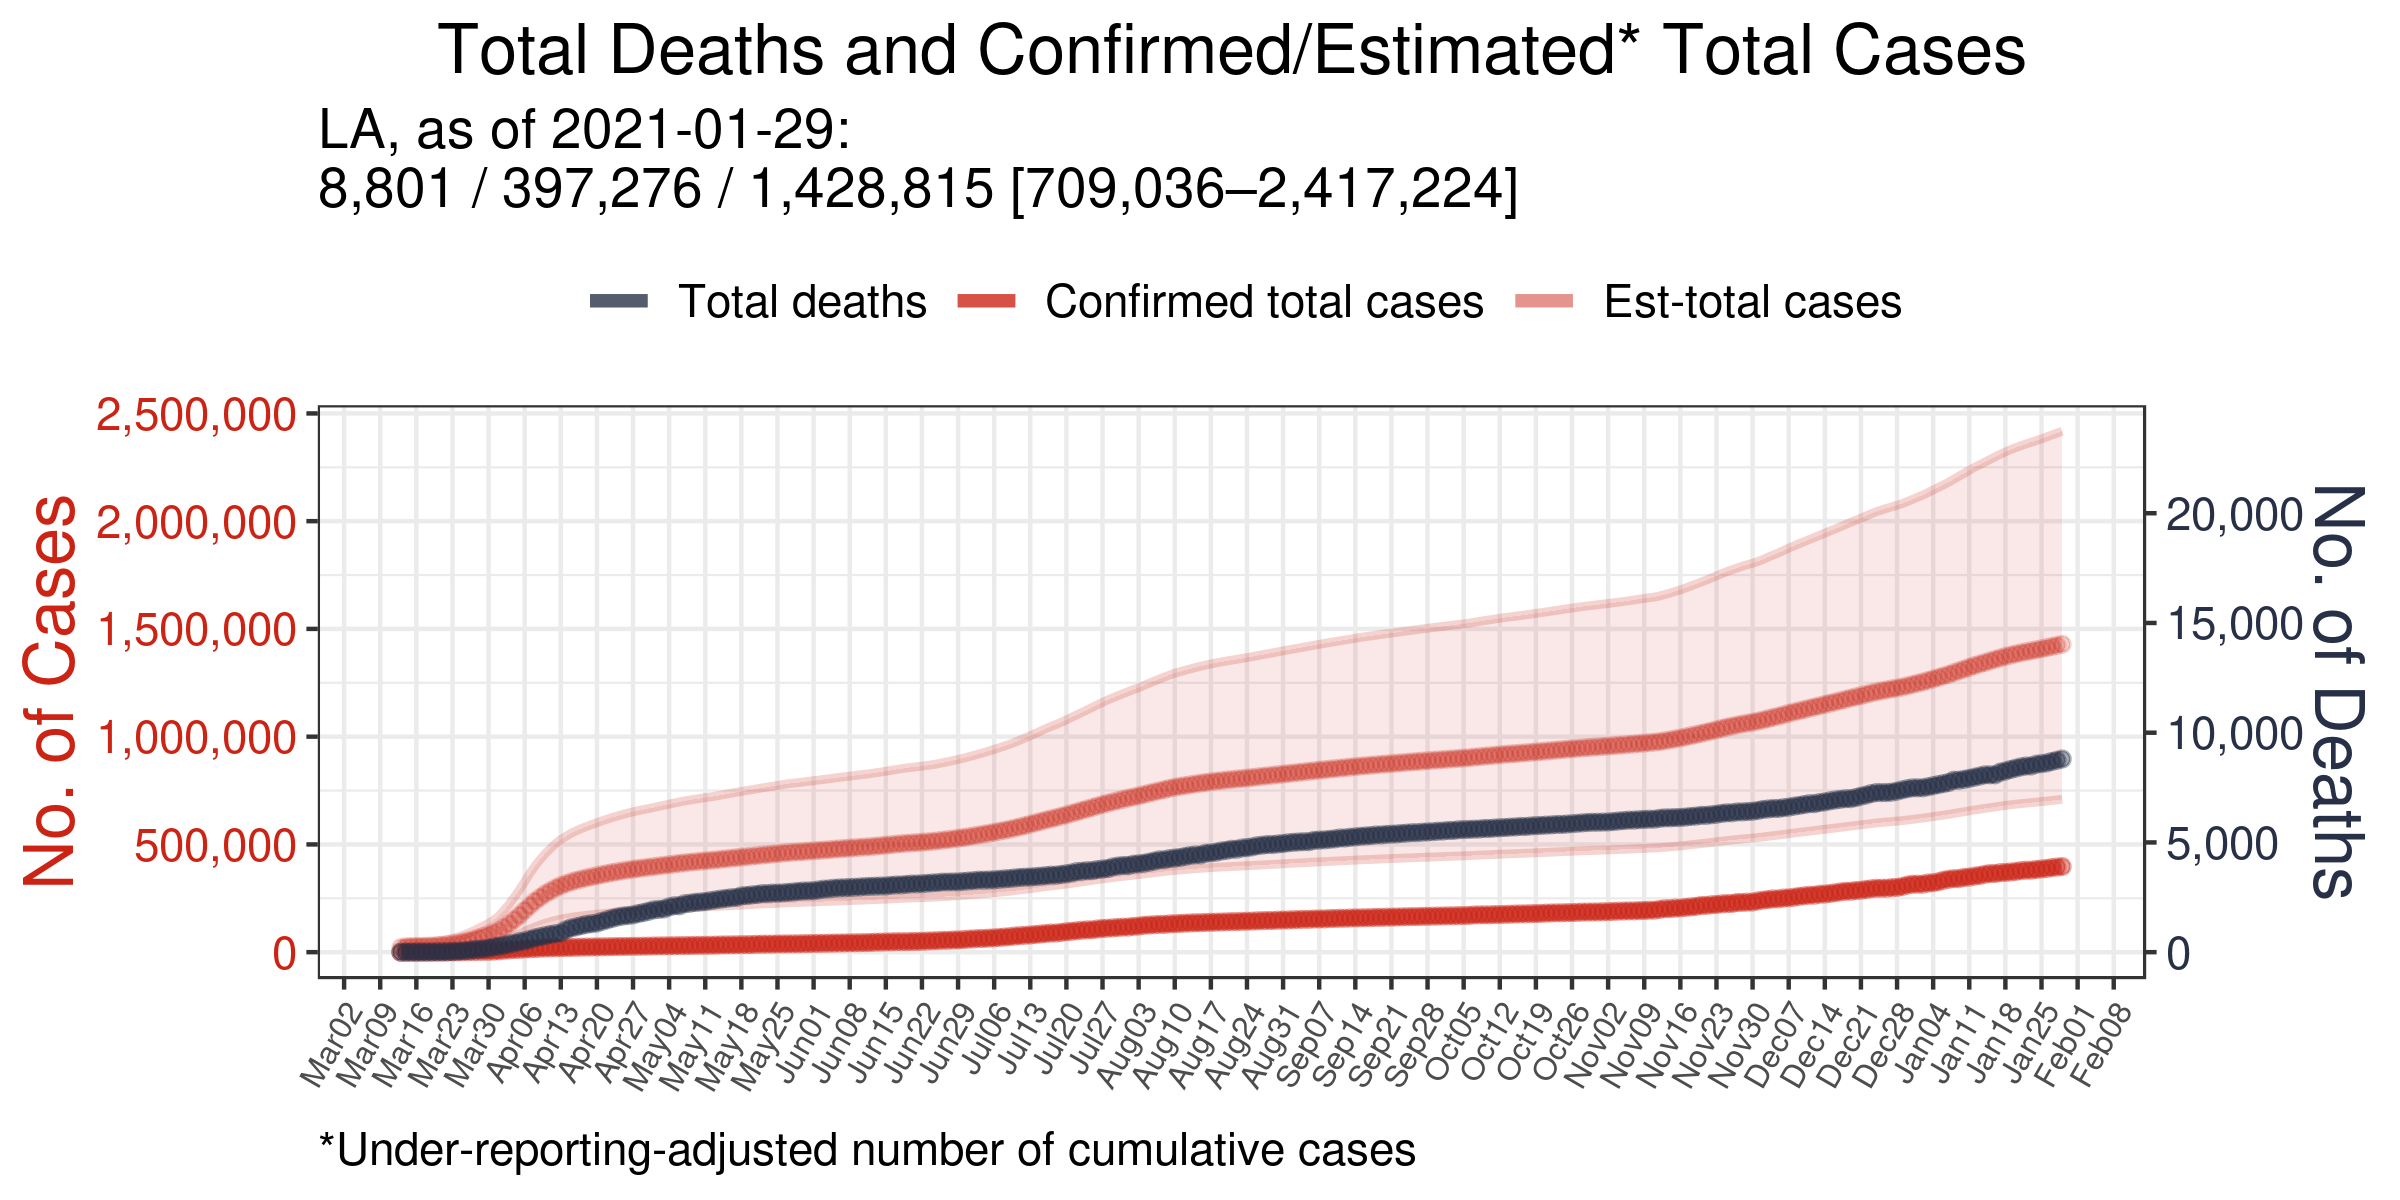 Total Deaths and Confirmed/Estimated* Total Cases
LA, as of 2021-01-29:
8,801 / 397,276 / 1,428,815 [709,036–2,417,224]
Total deaths Confirmed total cases Est-total cases
No. of Cases
2,500,000
2,000,000
1,500,000
1,000,000
500,000
0
20,000
15,000
10,000
5,000
0
No. of Deaths
Mar02 Mar09 Mar16 Mar23 Mar30 Apr06 Apr13 Apr20 Apr27 May04 May11 May18 May25 Jun01 Jun08 Jun15 Jun22 Jun29 Jul06 Jul13 Jul20 Jul27 Aug03 Aug10 Aug17 Aug24 Aug31 Sep07 Sep14 Sep21 Sep28 Oct05 Oct12 Oct19 Oct26 Nov02 Nov09 Nov16 Nov23 Nov30 Dec07 Dec14 Dec21 Dec28 Jan04 Jan11 Jan18 Jan25 Feb01 Feb08
*Under-reporting-adjusted number of cumulative cases